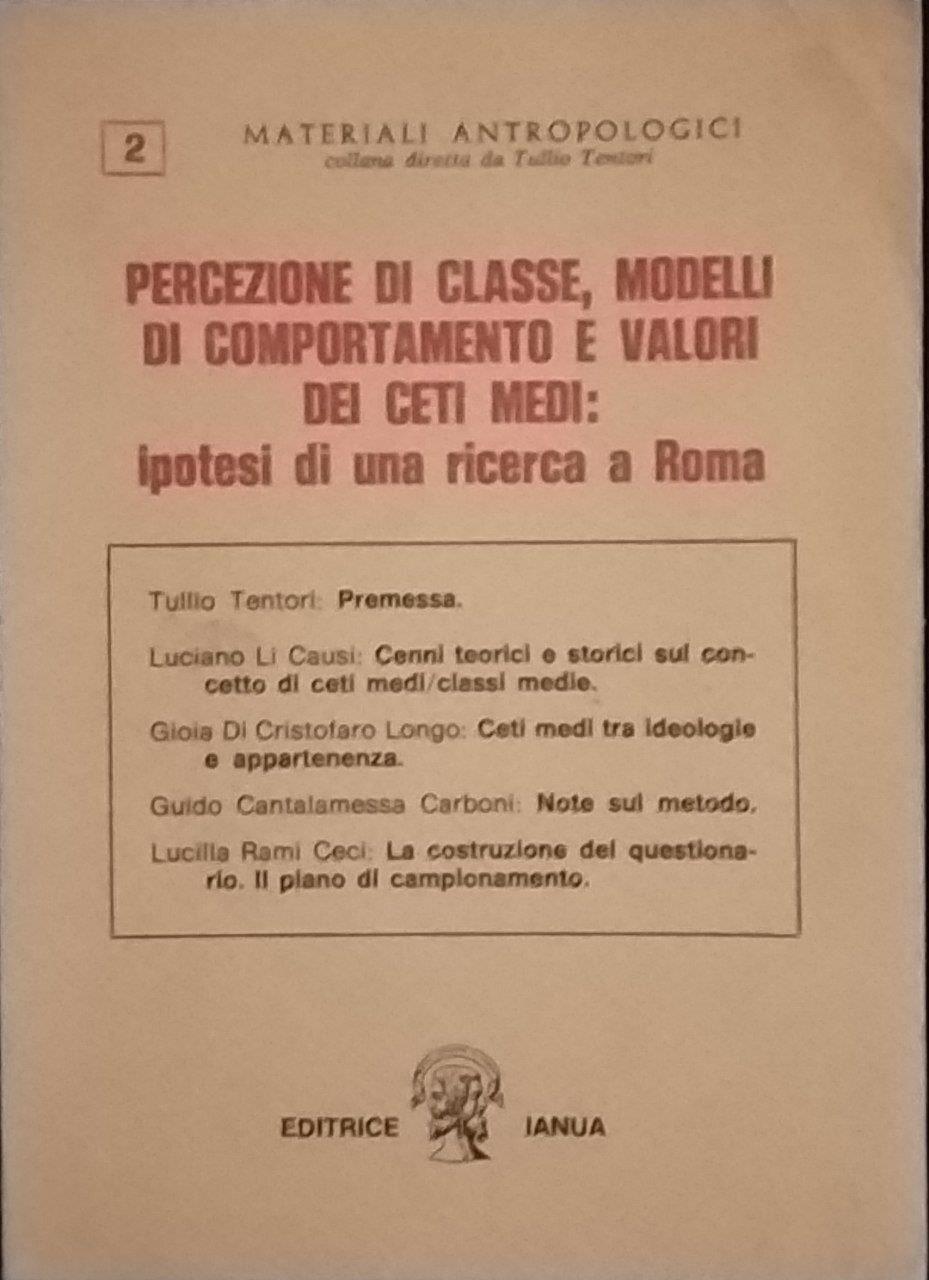 2
MATERIALI ANTROPOLOGICI
collana diretta da Tullio Tentori
PERCEZIONE DI CLASSE, MODELLI
DI COMPORTAMENTO E VALORI
DEI CETI MEDI:
ipotesi di una ricerca a Roma
Tullio Tentori: Premessa.
Luciano Li Causi: Cenni teorici e storici sul con-
cetto di ceti medi/classi medie.
Gioia Di Cristofaro Longo: Ceti medi tra ideologie
e appartenenza.
Guido Cantalamessa Carboni: Note sul metodo.
Lucilla Rami Ceci: La costruzione del questiona-
rio. Il piano di campionamento.
EDITRICE IANUA